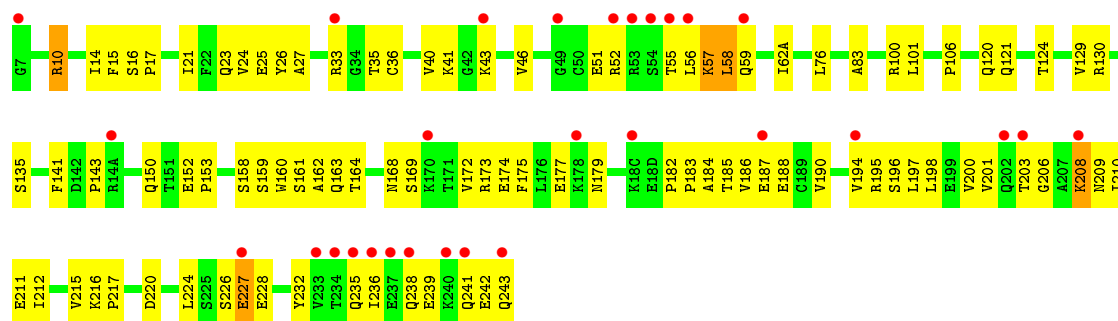 G7 R10 I14 F15 S16 P17 I21 F22 Q23 V24 E25 Y26 A27 R33 G34 T35 C36 V40 K41 G42 K43 V46 G49 C50 E51 R52 R53 S54 T55 L56 K57 L58 Q59 I62A L76 A83 R100 L101 P106 Q120 Q121 T124 V129 R130
S135 F141 D142 P143 R14A Q150 T151 E152 P153 S158 S159 W160 S161 A162 Q163 T164 N168 S169 K170 T171 V172 R173 E174 F175 L176 E177 K178 N179 K18C E18D P182 P183 A184 T185 V186 E187 E188 C189 V190 V194 R195 S196 L197 L198 E199 V200 V201 Q202 T203 G206 A207 K208 N209
E211 I212 V215 K216 P217 D220 L224 S225 S226 E227 E228 Y232 V233 T234 Q235 I236 E237 Q238 E239 K240 Q241 E242 Q243